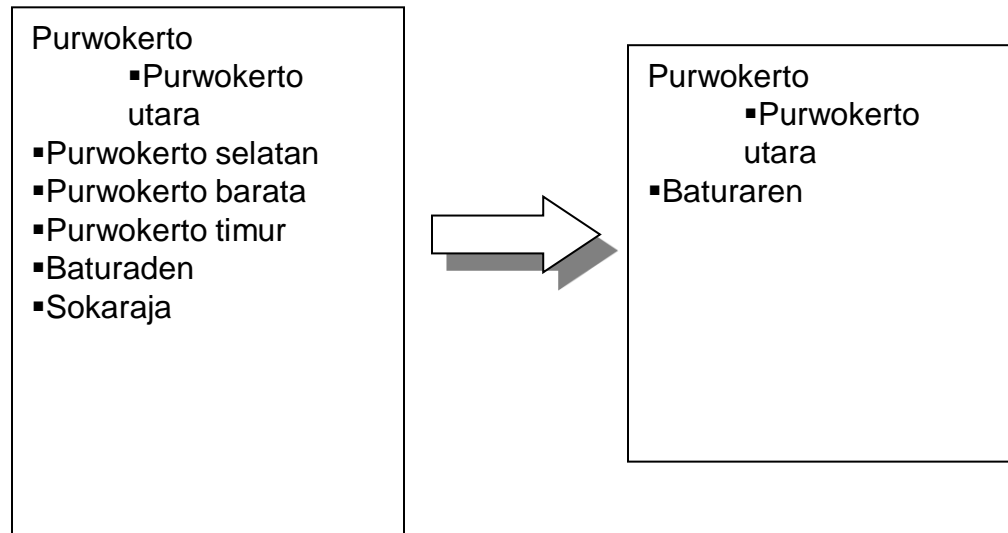 Purwokerto
▪Purwokerto
utara
▪Purwokerto selatan
▪Purwokerto barata
▪Purwokerto timur
▪Baturaden
▪Sokaraja
Purwokerto
▪Purwokerto
utara
▪Baturaren